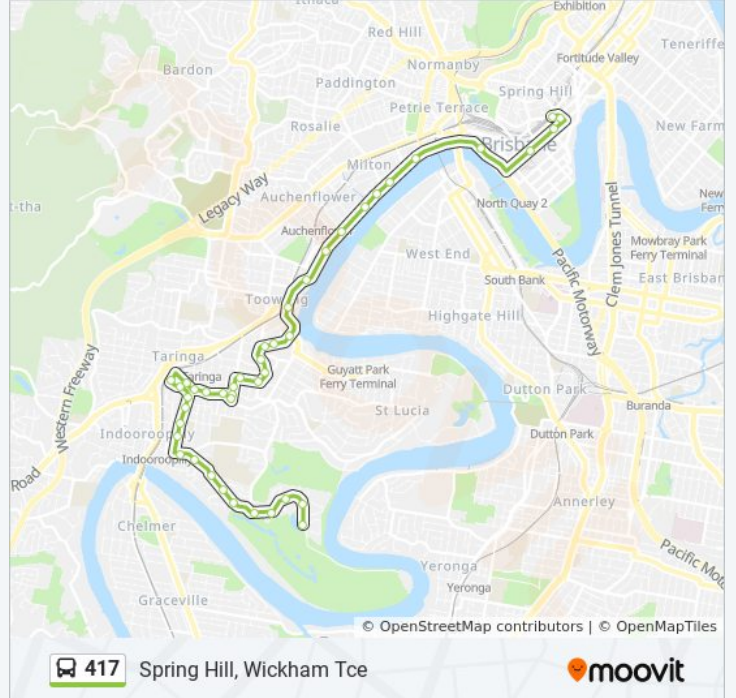 Exhibition
Ithaca
Red Hill
Teneriffe
Normanby
Fortitude Valley
Bardon
Paddington
Spring Hill
Petrie Terrace
Rosalie
Brisbane
New Farm
Milton
t-tha
Legacy Way
Auchenflower
North Quay 2
New
Ferry
Auchenflower
West End
Pacific Motorway
Clem Jones Tunnel
Mowbray Park
Ferry Terminal
South Bank
East Brisban
Toowong
Highgate Hill
Western Freeway
Taringa
Taringa
Guyatt Park
Ferry Terminal
Dutton Park
St Lucia
Buranda
Indooroopilly
Dutton Park
Indooroopilly
Road
Annerley
Chelmer
Pacific Mot
Yeronga
Yeronga
Graceville
© OpenStreetMap contributors | © OpenMapTiles
417 Spring Hill, Wickham Tce
moovit